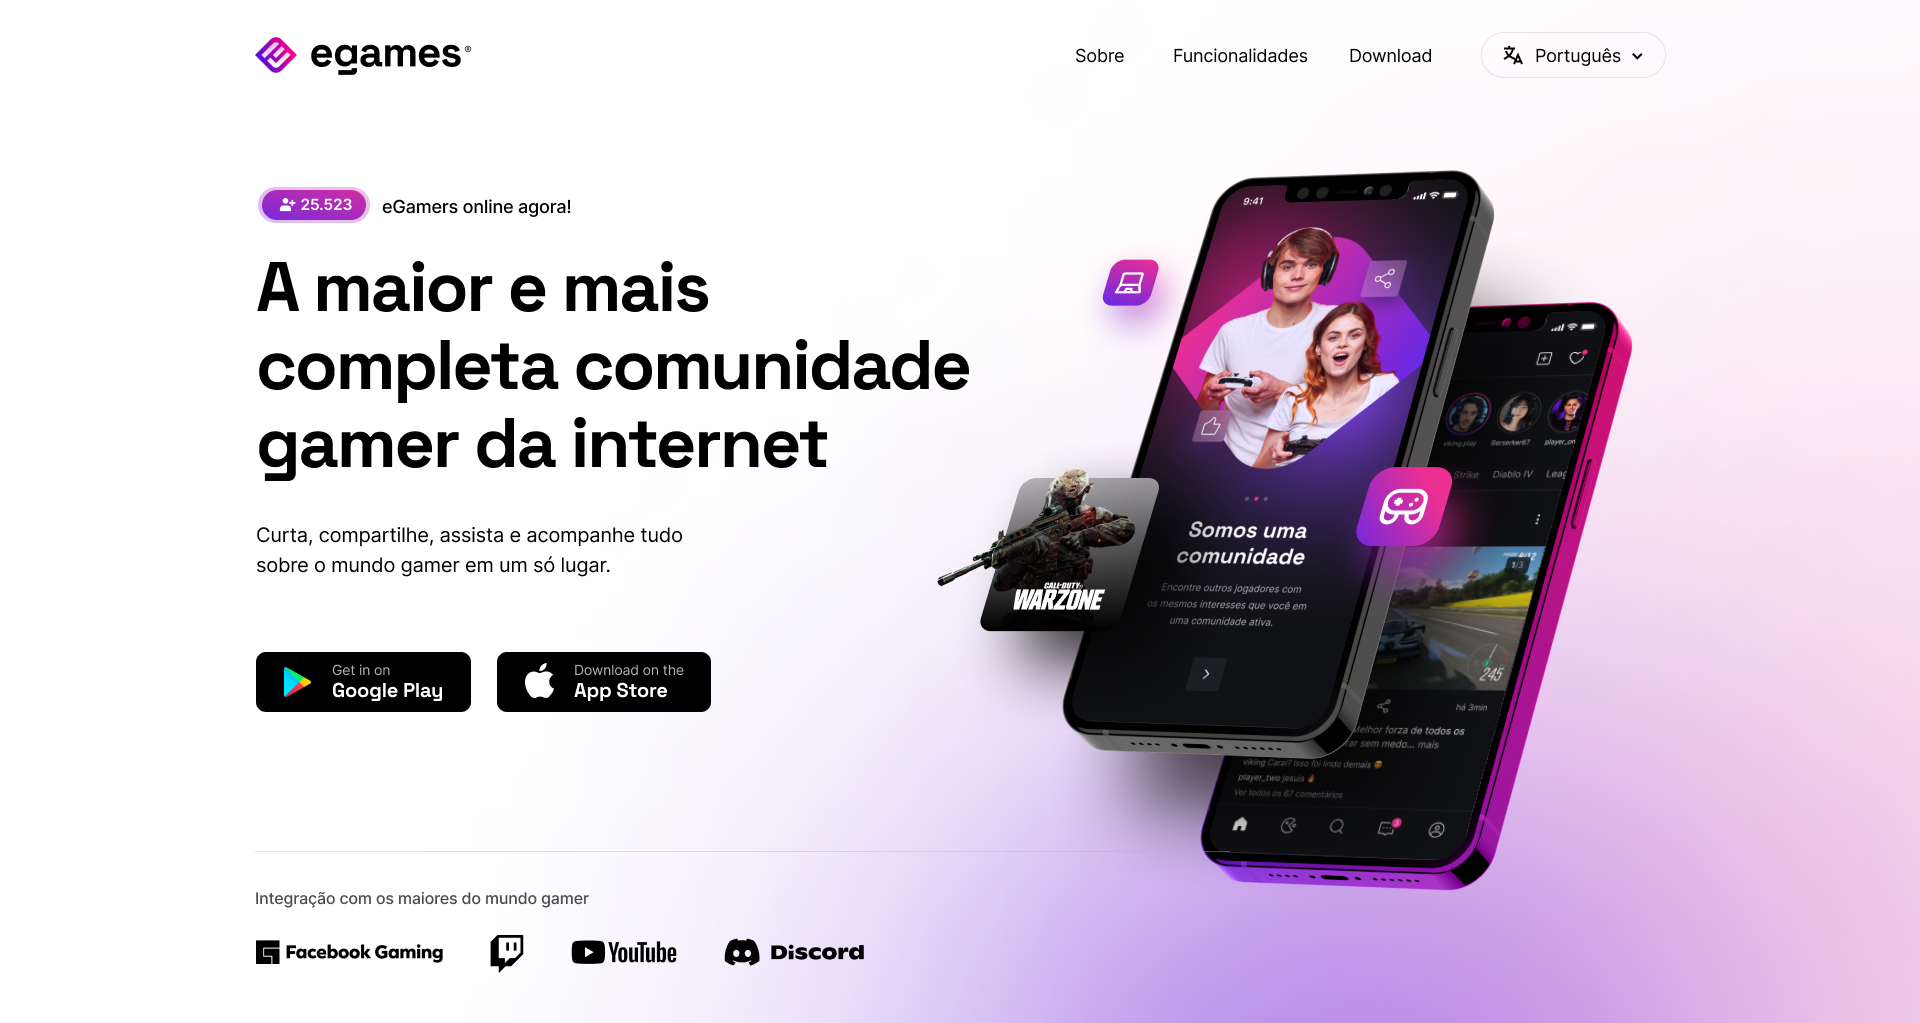 egames®
Sobre
Funcionalidades
Download
Português
25.523
eGamers online agora!
A maior e mais
completa comunidade
gamer da internet
Curta, compartilhe, assista e acompanhe tudo
sobre o mundo gamer em um só lugar.
Get in on
Google Play
Download on the
App Store
9:41
CALL OF DUTY
WARZONE
Somos uma
comunidade
Encontre outros jogadores com
os mesmos interesses que você em
uma comunidade ativa.
viking.play
Berserker67
player_on
Strike
Diablo IV
Leag
8/12
1/3
245
há 3min
Melhor forza de todos os
rar sem medo... mais
viking Carai? Isso foi lindo demais
player_two jesuis
Ver todos os 67 comentários
3
Integração com os maiores do mundo gamer
Facebook Gaming
YouTube
Discord